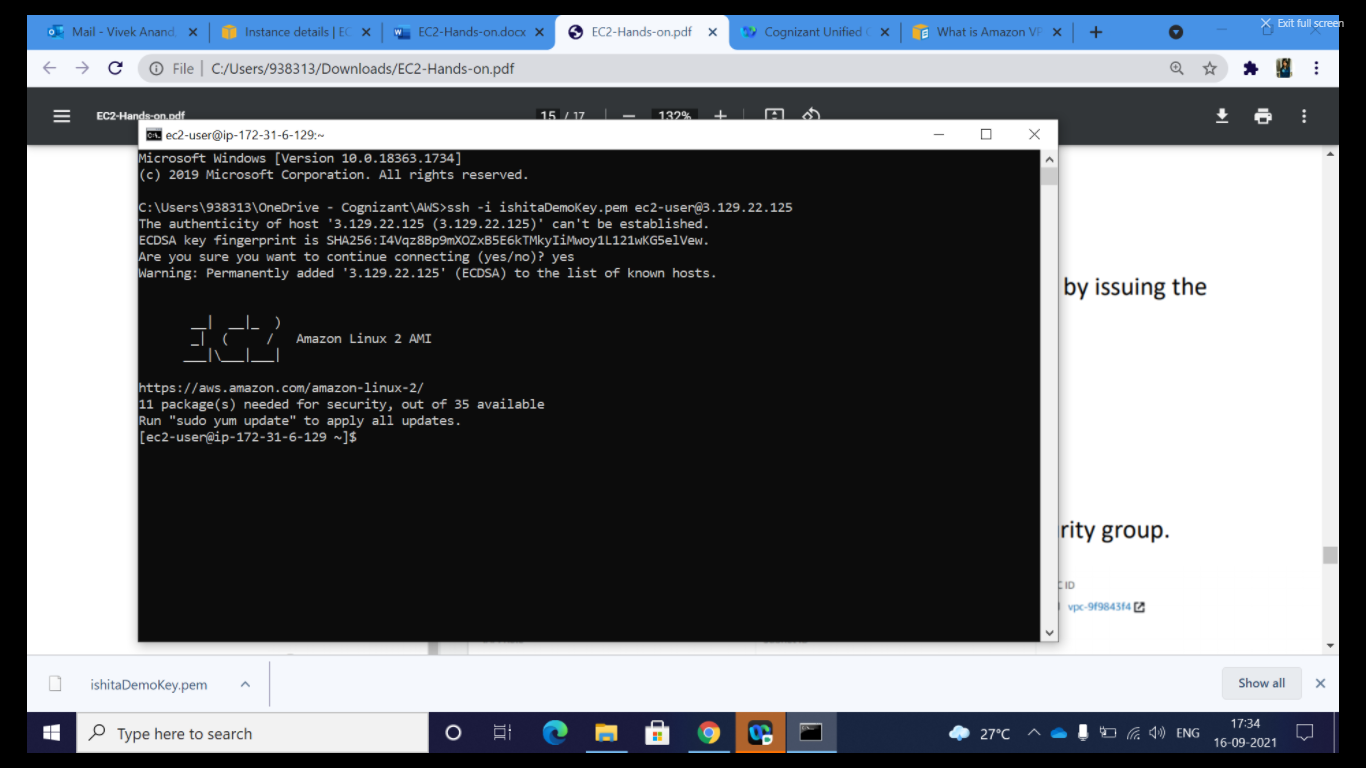 Exit full screen
Mail - Vivek Anand,
Instance details | EC
EC2-Hands-on.docx
EC2-Hands-on.pdf
Cognizant Unified C
What is Amazon VP
File | C:/Users/938313/Downloads/EC2-Hands-on.pdf
EC2-Hands-on.pdf
15 / 17
132%
ec2-user@ip-172-31-6-129:~
Microsoft Windows [Version 10.0.18363.1734]
(c) 2019 Microsoft Corporation. All rights reserved.
C:\Users\938313\OneDrive - Cognizant\AWS>ssh -i ishitaDemoKey.pem ec2-user@3.129.22.125
The authenticity of host '3.129.22.125 (3.129.22.125)' can't be established.
ECDSA key fingerprint is SHA256:I4Vqz8Bp9mXOZxB5E6kTMkyIiMwoy1L121wKG5elVew.
Are you sure you want to continue connecting (yes/no)? yes
Warning: Permanently added '3.129.22.125' (ECDSA) to the list of known hosts.
by issuing the
__|  __|_  )
_|  (     /   Amazon Linux 2 AMI
___|\___|___|
https://aws.amazon.com/amazon-linux-2/
11 package(s) needed for security, out of 35 available
Run "sudo yum update" to apply all updates.
[ec2-user@ip-172-31-6-129 ~]$
rity group.
C ID
vpc-9f9843f4
ishitaDemoKey.pem
Show all
Type here to search
27°C
ENG
17:34
16-09-2021